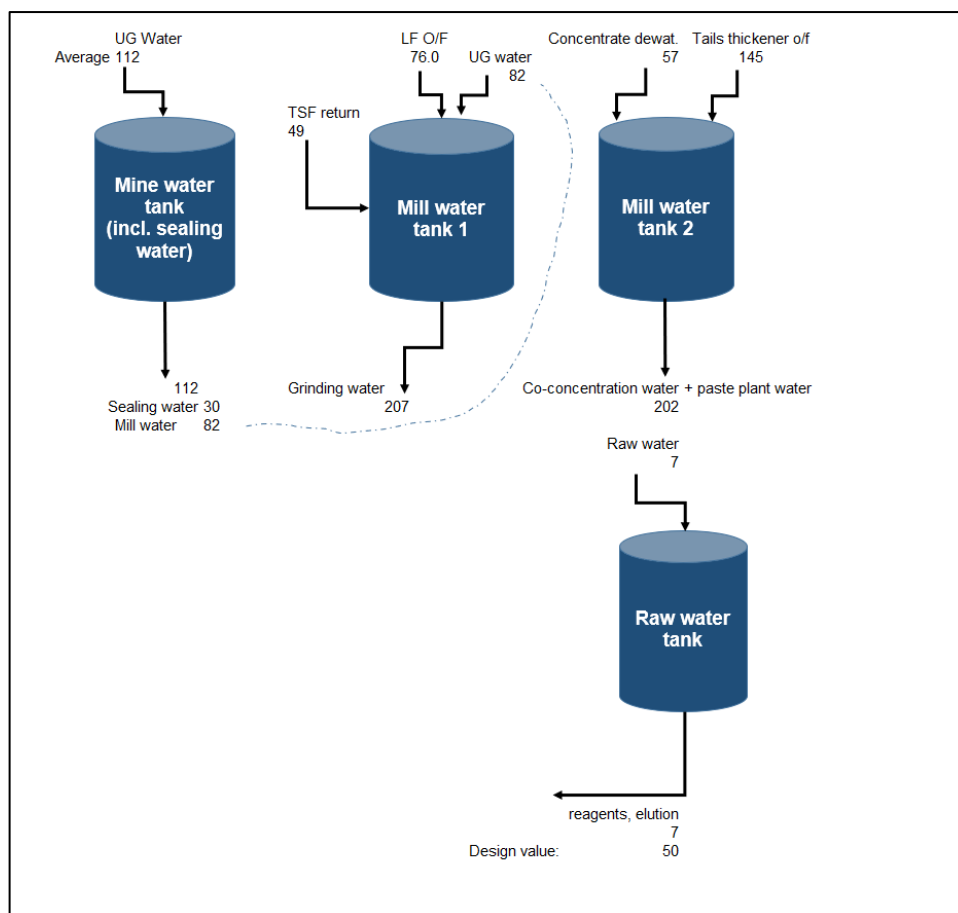 UG Water
Average 112
LF O/F
76.0
UG water
82
Concentrate dewat.
57
Tails thickener o/f
145
TSF return
49
Mine water
tank
(incl. sealing
water)
Mill water
tank 1
Mill water
tank 2
112
Sealing water 30
Mill water 82
Grinding water
207
Co-concentration water + paste plant water
202
Raw water
7
Raw water
tank
reagents, elution
7
Design value: 50